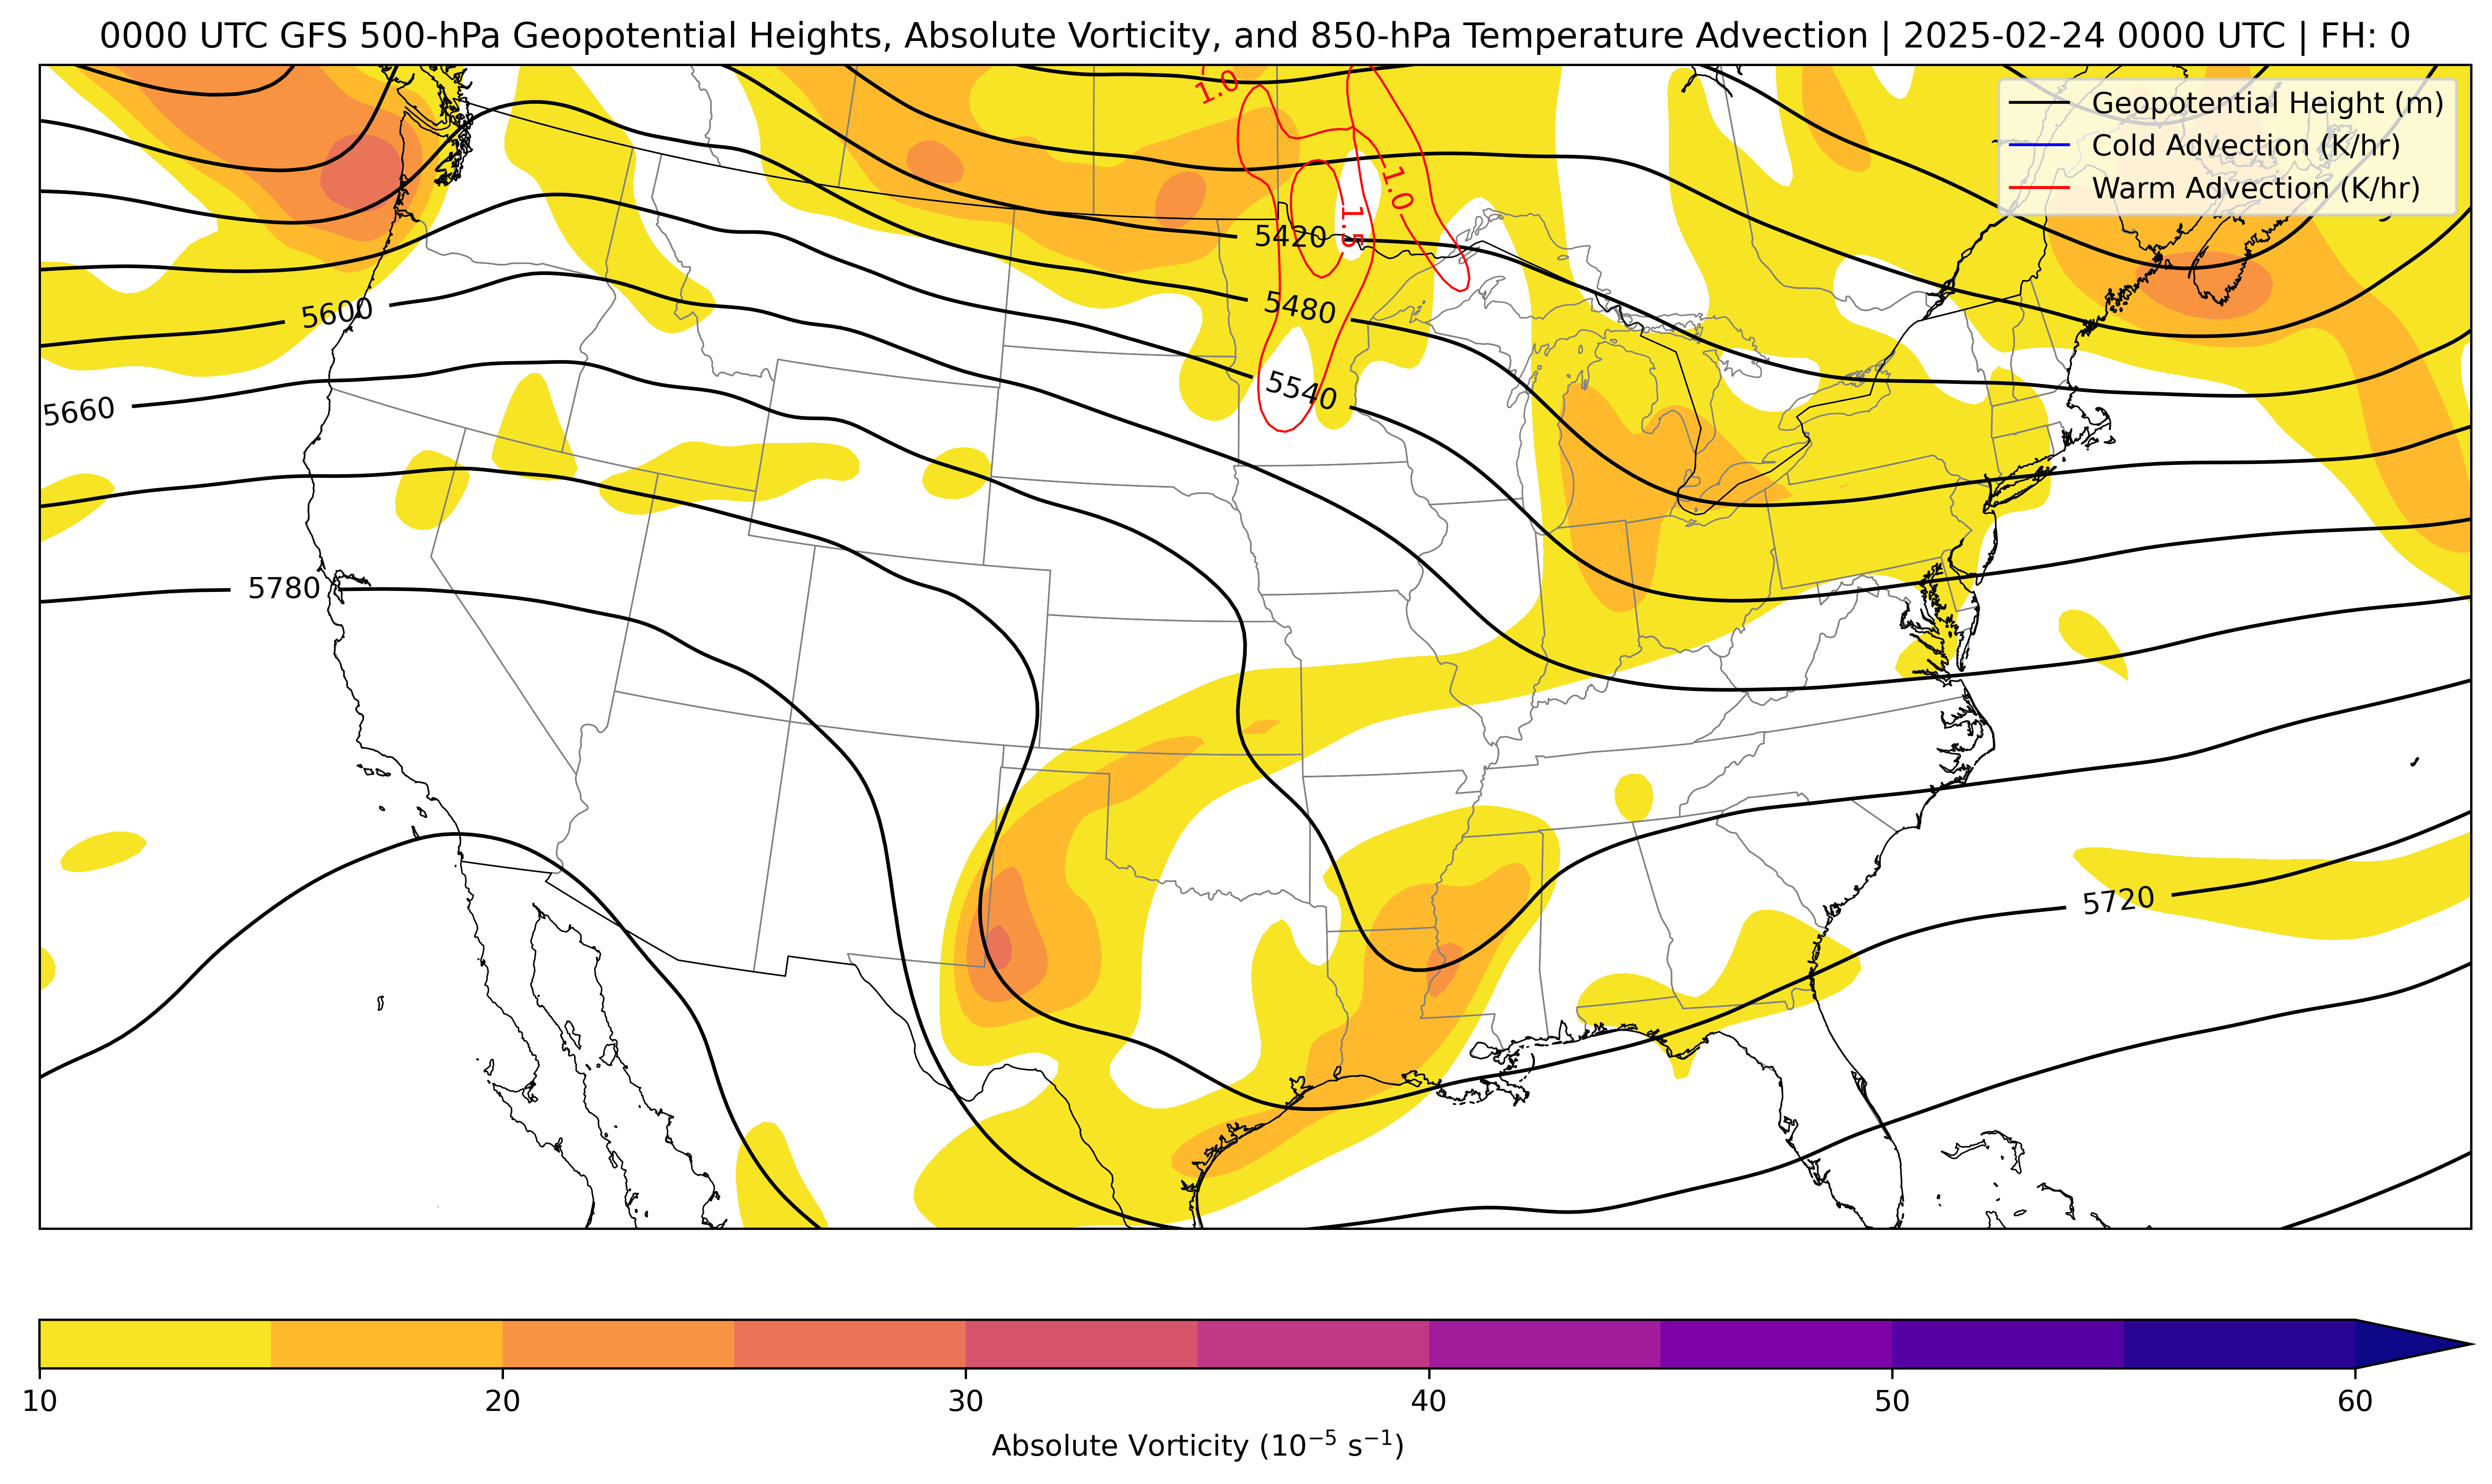 0000 UTC GFS 500-hPa Geopotential Heights, Absolute Vorticity, and 850-hPa Temperature Advection | 2025-02-24 0000 UTC | FH: 0
Geopotential Height (m)
Cold Advection (K/hr)
Warm Advection (K/hr)
1.0
1.0
1.5
5420
5480
5540
5600
5660
5780
5720
10 20 30 40 50 60
Absolute Vorticity (10⁻⁵ s⁻¹)